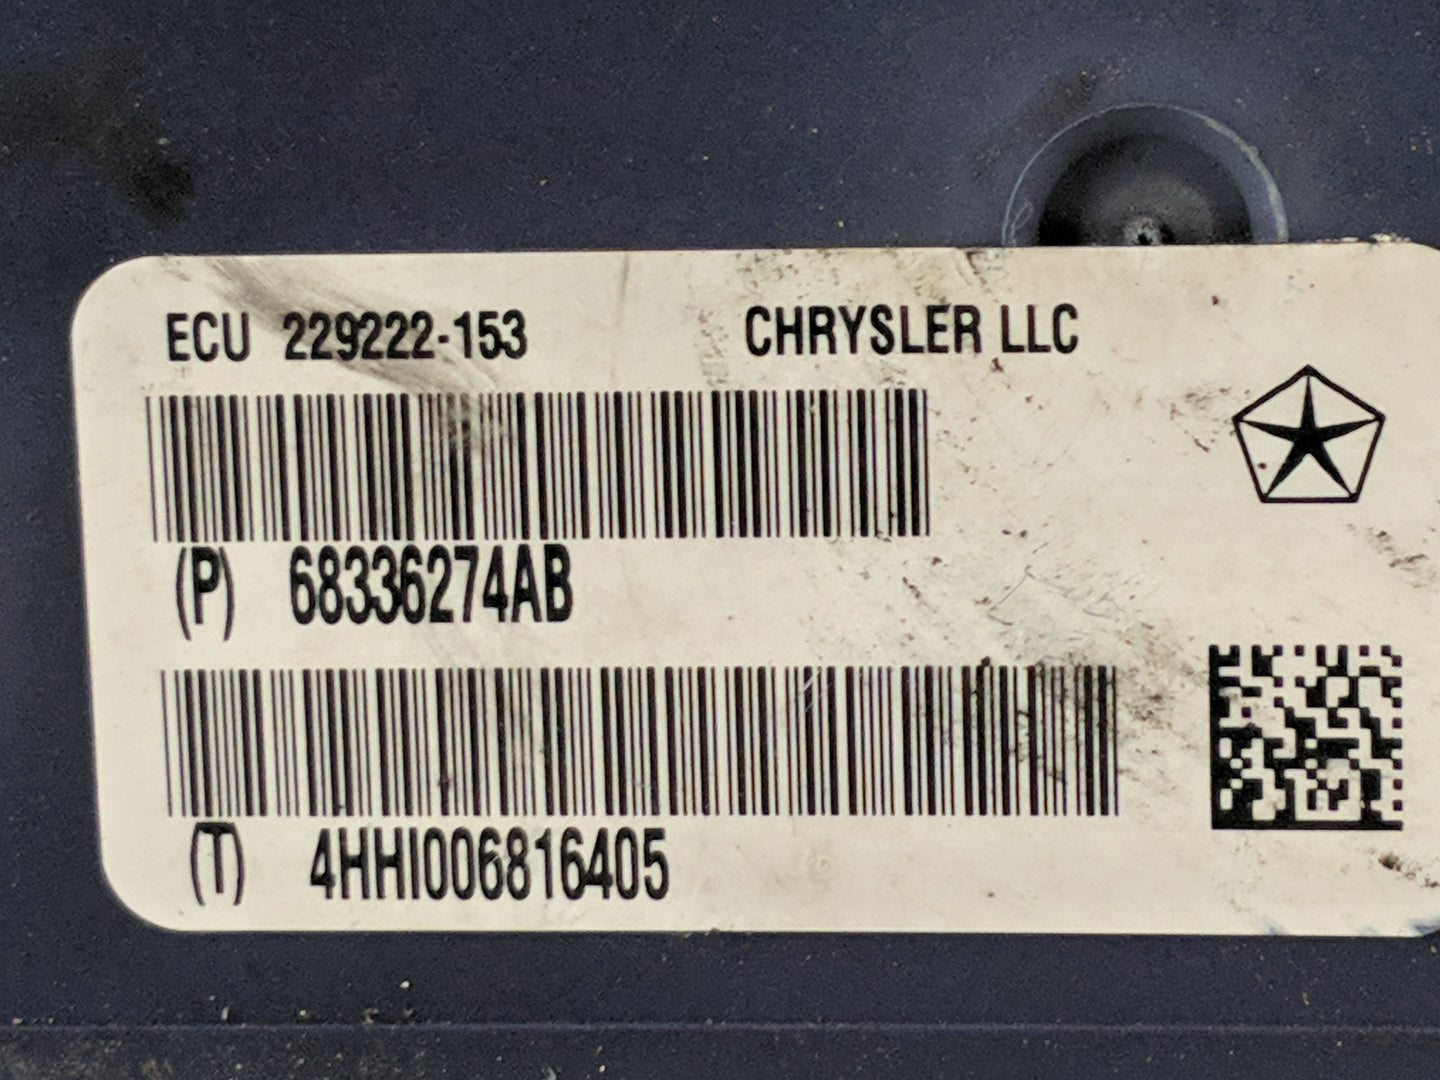 ECU 229222-153 CHRYSLER LLC
(P) 68336274AB
(T) 4HHI006816405